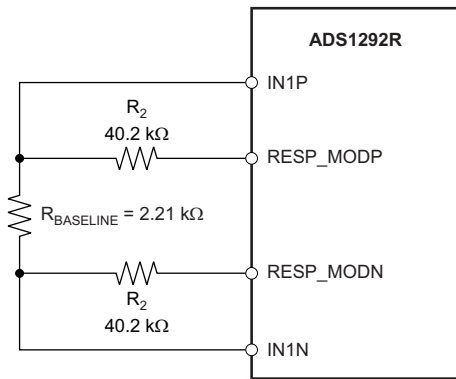 ADS1292R
IN1P
R2
40.2 kΩ
RESP_MODP
RBASELINE = 2.21 kΩ
RESP_MODN
R2
40.2 kΩ
IN1N